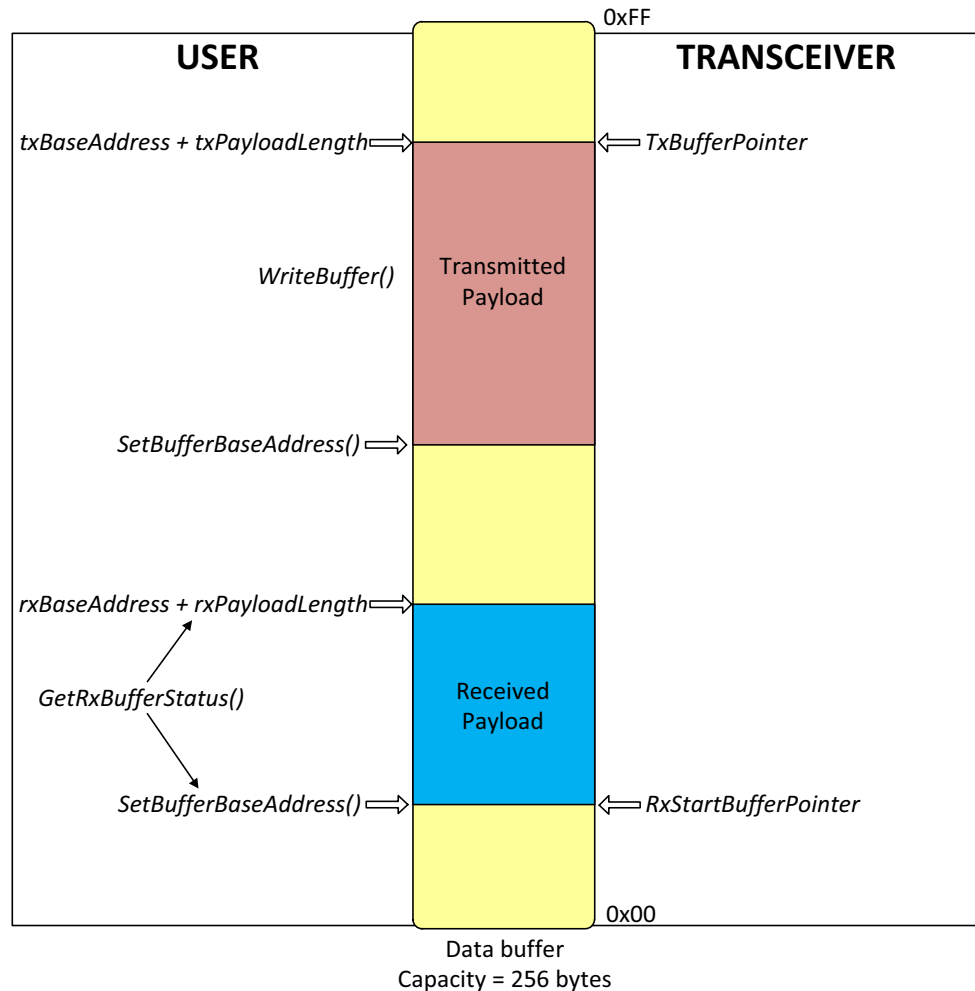 0xFF
USER
TRANSCEIVER
txBaseAddress + txPayloadLength
TxBufferPointer
WriteBuffer()
Transmitted
Payload
SetBufferBaseAddress()
rxBaseAddress + rxPayloadLength
GetRxBufferStatus()
Received
Payload
SetBufferBaseAddress()
RxStartBufferPointer
0x00
Data buffer
Capacity = 256 bytes